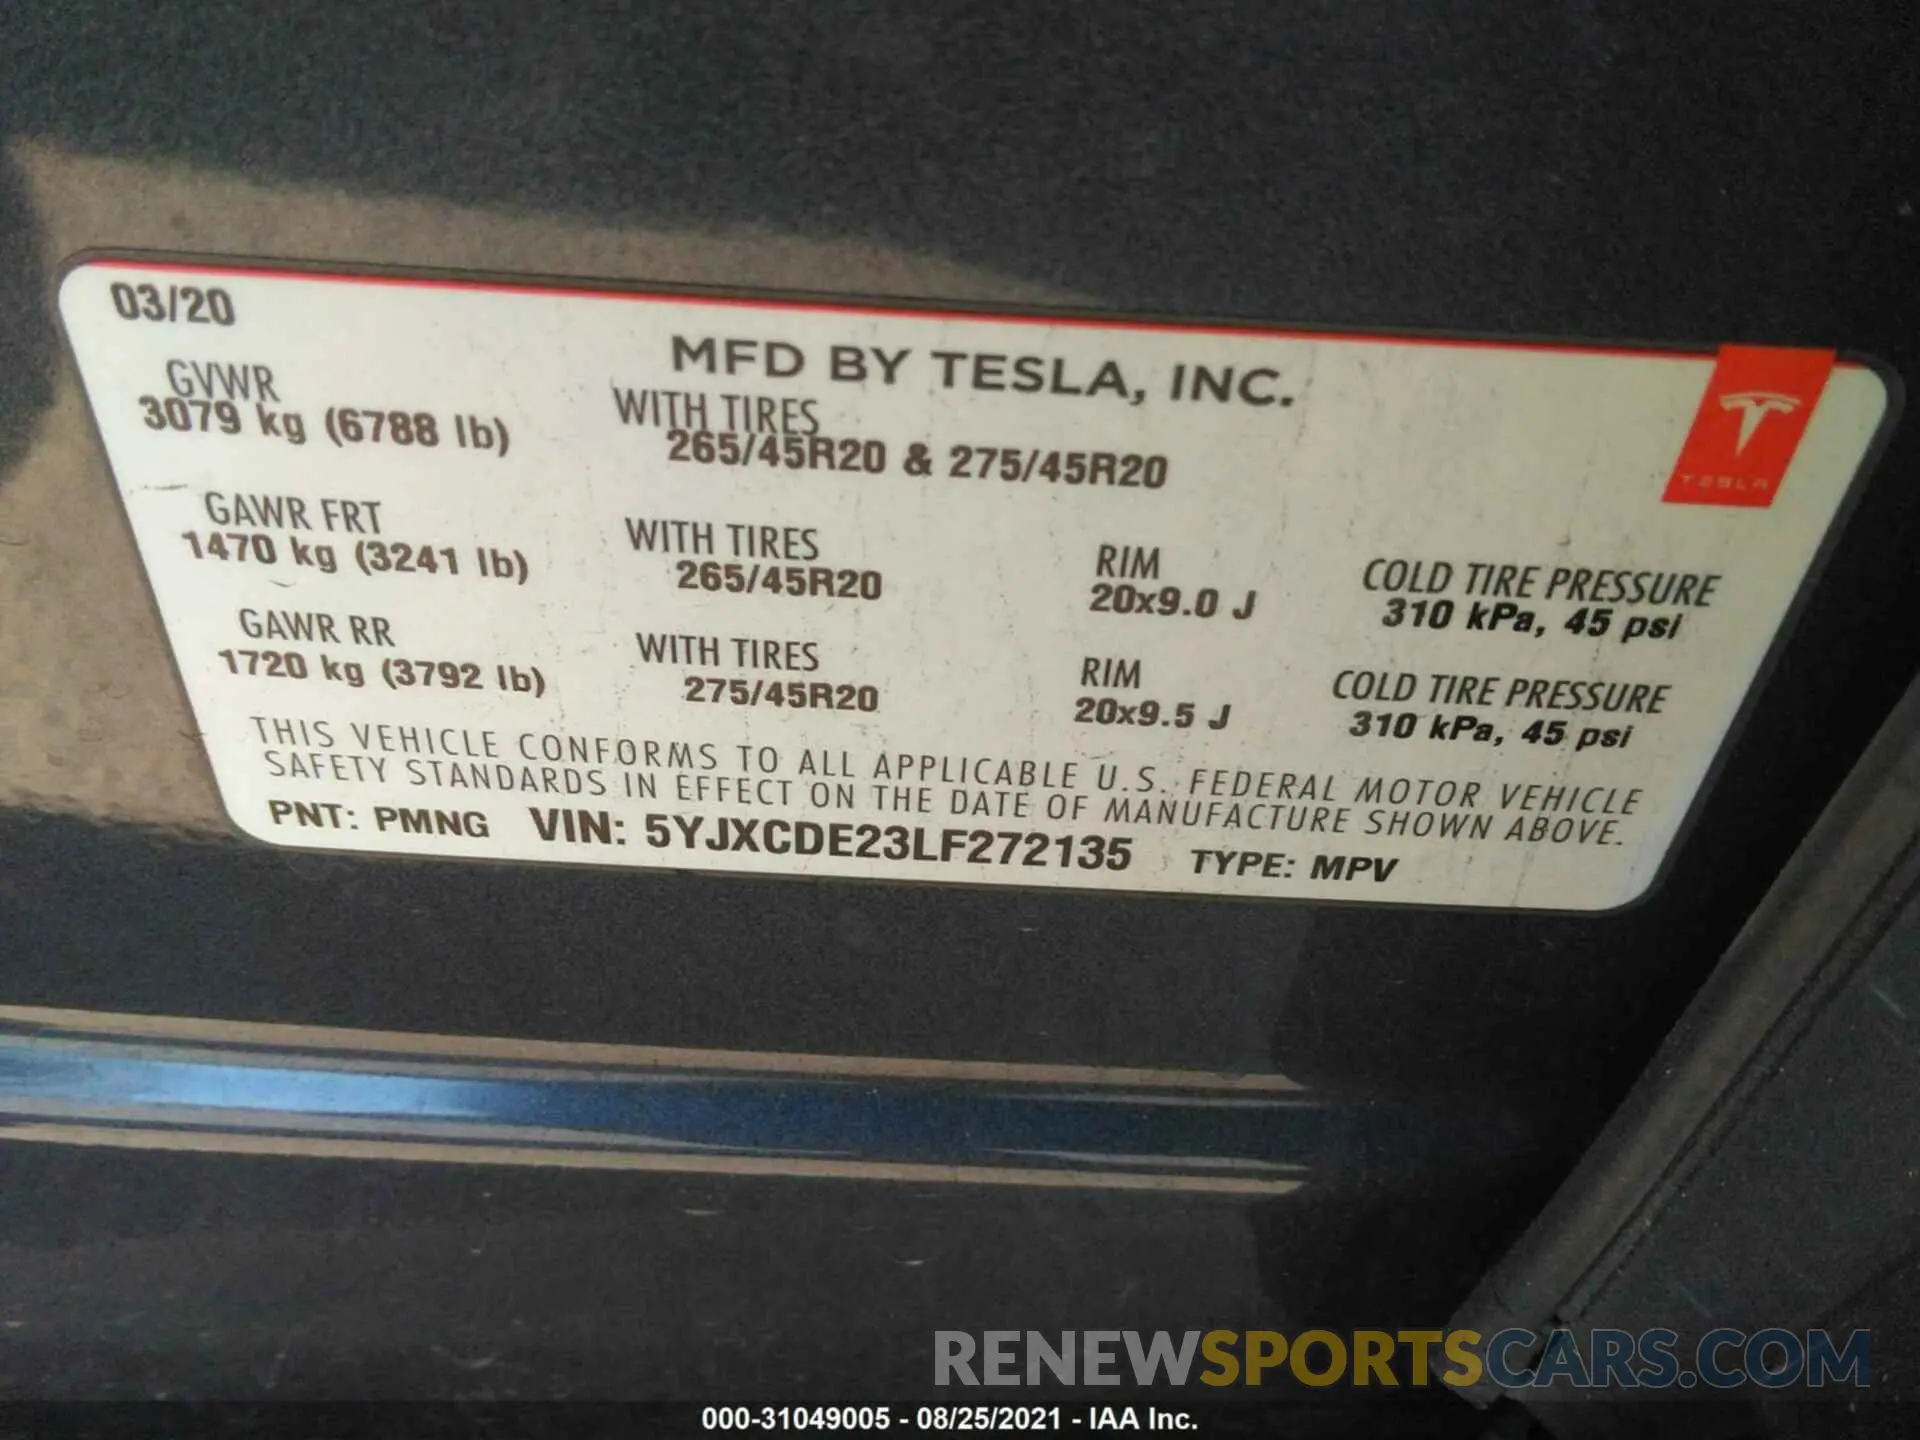 03/20
MFD BY TESLA, INC.
GVWR WITH TIRES
3079 kg (6788 lb) 265/45R20 & 275/45R20
TESLA
GAWR FRT WITH TIRES RIM COLD TIRE PRESSURE
1470 kg (3241 lb) 265/45R20 20x9.0 J 310 kPa, 45 psi
GAWR RR WITH TIRES RIM COLD TIRE PRESSURE
1720 kg (3792 lb) 275/45R20 20x9.5 J 310 kPa, 45 psi
THIS VEHICLE CONFORMS TO ALL APPLICABLE U.S. FEDERAL MOTOR VEHICLE
SAFETY STANDARDS IN EFFECT ON THE DATE OF MANUFACTURE SHOWN ABOVE.
PNT: PMNG VIN: 5YJXCDE23LF272135 TYPE: MPV
RENEWSPORTSCARS.COM
000-31049005 - 08/25/2021 - IAA Inc.